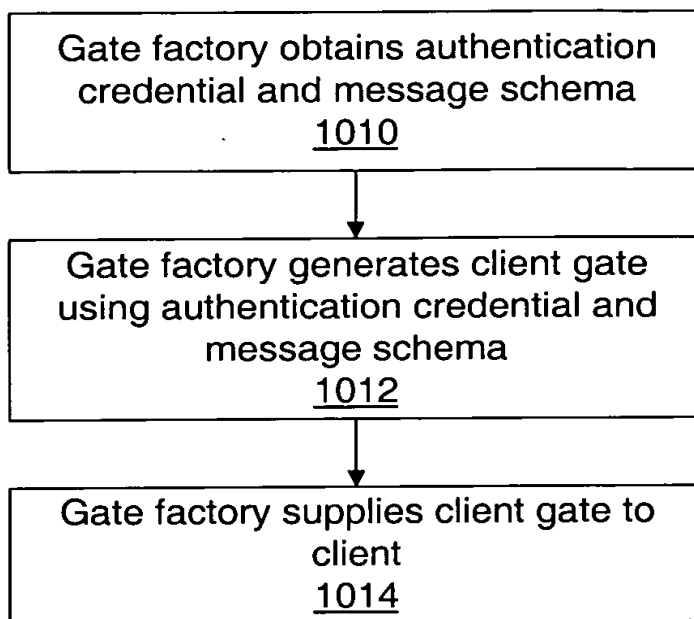 Gate factory obtains authentication
credential and message schema
1010
Gate factory generates client gate
using authentication credential and
message schema
1012
Gate factory supplies client gate to
client
1014